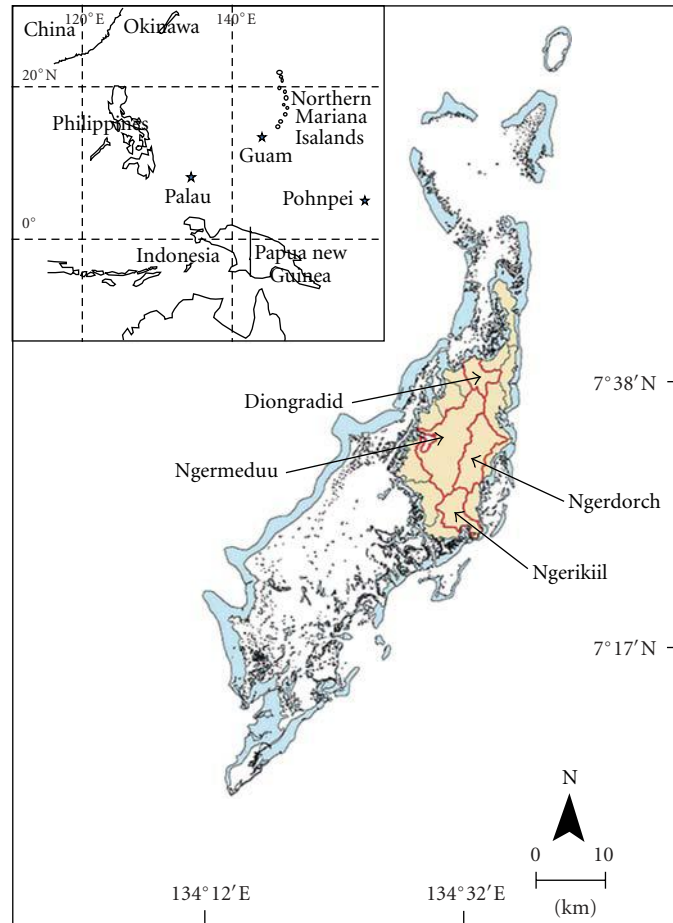 120°E
140°E
China
Okinawa
20°N
Northern
Mariana
Isalands
Philippines
Guam
Palau
Pohnpei
0°
Indonesia
Papua new
Guinea
Diongradid
7°38′N
Ngermeduu
Ngerdorch
Ngerikiil
7°17′N
N
0 10
(km)
134°12′E
134°32′E